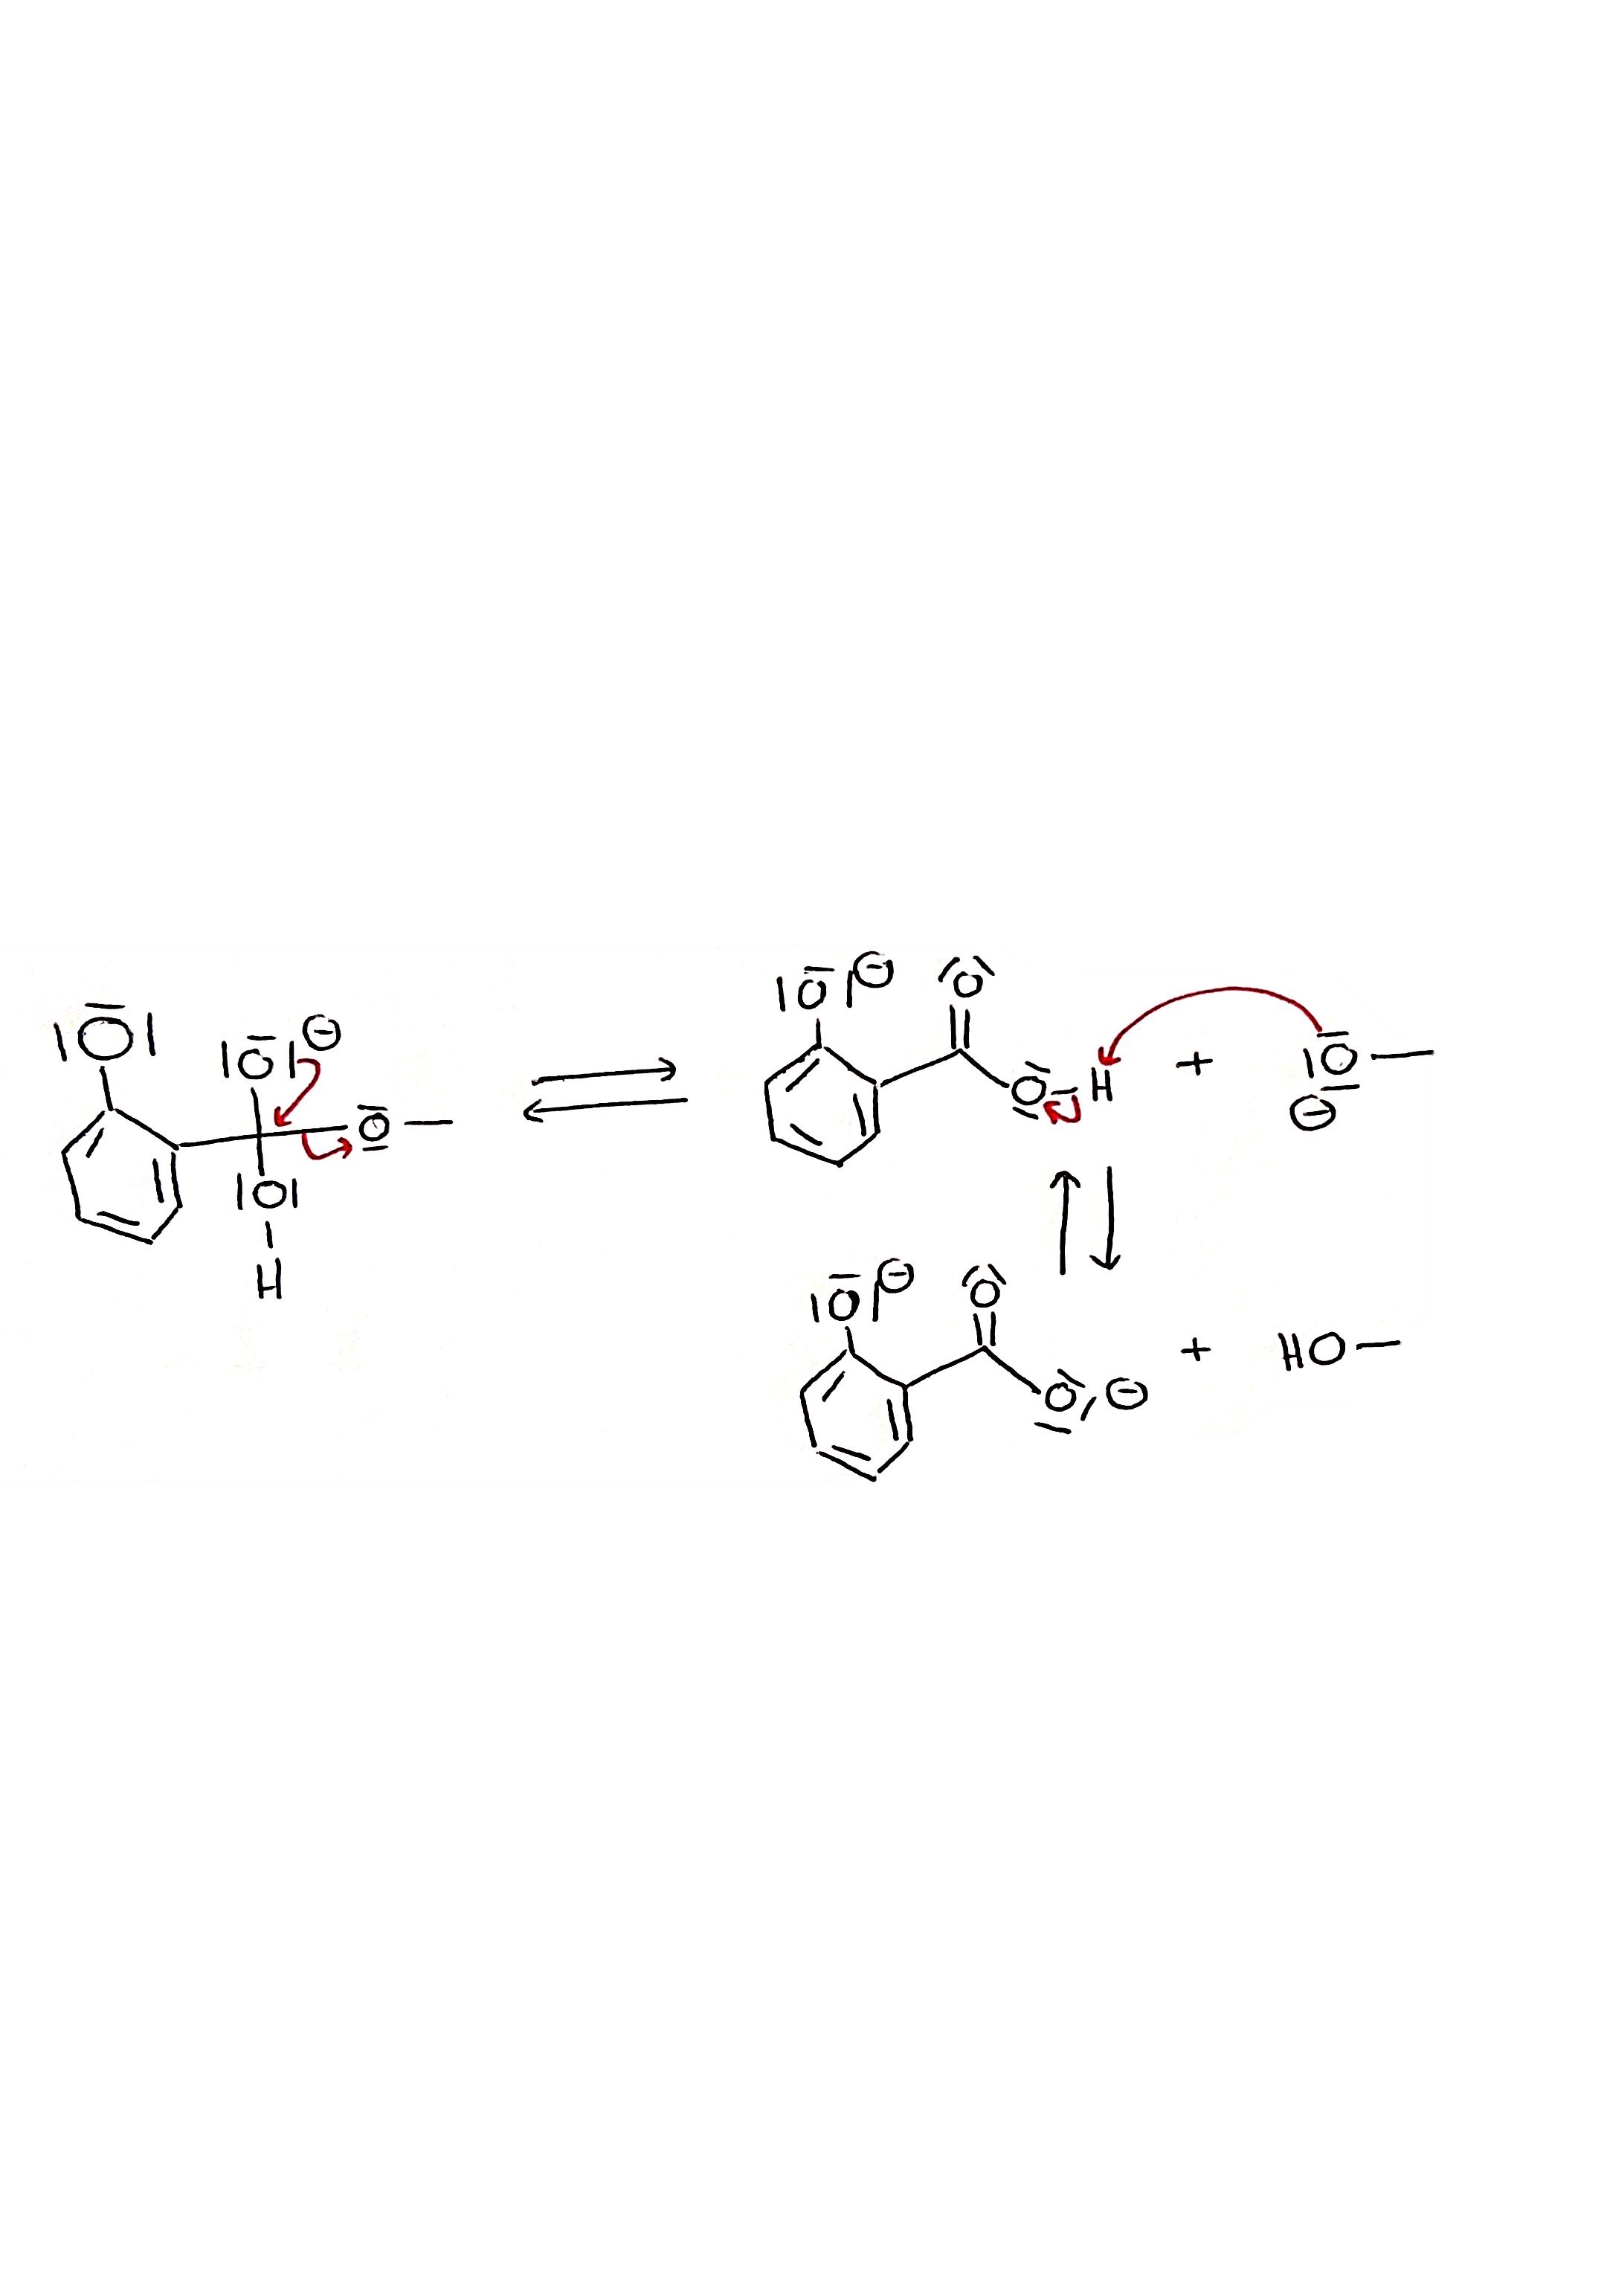 |O̅| |O̅|⊖ O̅ —
|O|
H
⇌
|O̅|⊖ O O H + |O̅ —
⊖
|O̅|⊖ O O ⊖ + HO —